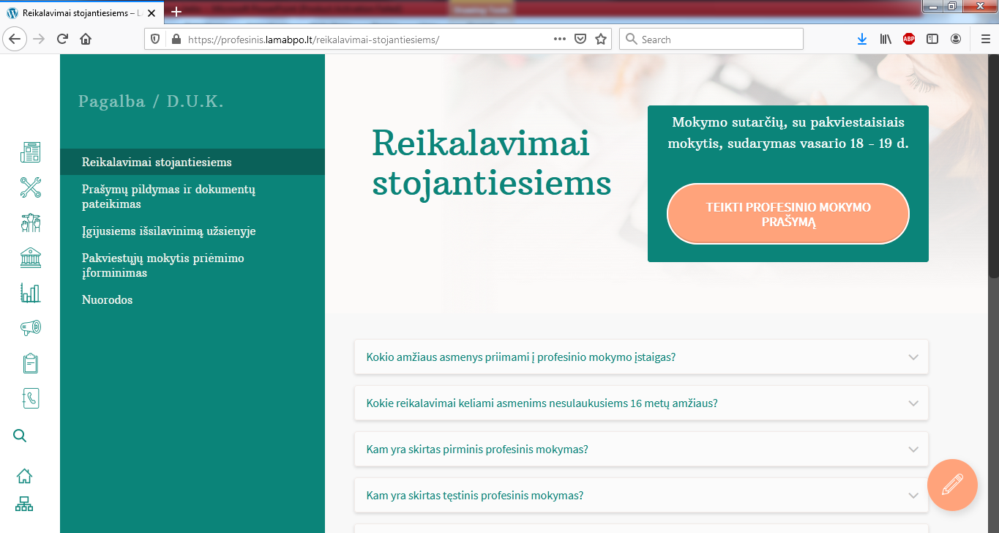 Reikalavimai stojantiesiems – L
https://profesinis.lamabpo.lt/reikalavimai-stojantiesiems/
Search
ABP
Pagalba / D.U.K.
Reikalavimai stojantiesiems
Prašymų pildymas ir dokumentų
pateikimas
Įgijusiems išsilavinimą užsienyje
Pakviestųjų mokytis priėmimo
įforminimas
Nuorodos
Reikalavimai
stojantiesiems
Mokymo sutarčių, su pakviestaisiais
mokytis, sudarymas vasario 18 - 19 d.
TEIKTI PROFESINIO MOKYMO
PRAŠYMĄ
Kokio amžiaus asmenys priimami į profesinio mokymo įstaigas?
Kokie reikalavimai keliami asmenims nesulaukusiems 16 metų amžiaus?
Kam yra skirtas pirminis profesinis mokymas?
Kam yra skirtas tęstinis profesinis mokymas?